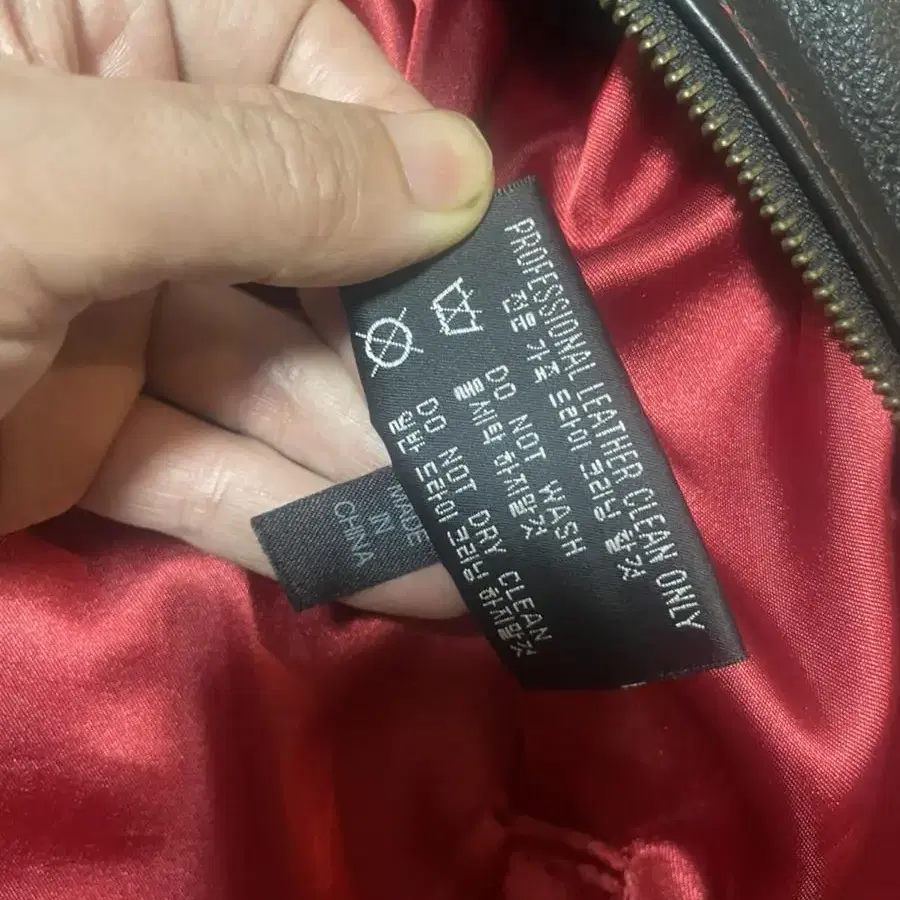 PROFESSIONAL LEATHER CLEAN ONLY
전문 가죽 드라이 크리닝 할것
DO NOT WASH
물세탁 하지말것
DO NOT DRY CLEAN
일반 드라이 크리닝 하지말것
MADE
IN
CHINA